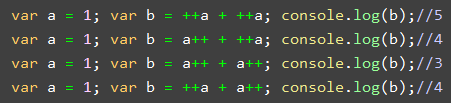 var a = 1; var b = ++a + ++a; console.log(b);//5
var a = 1; var b = a++ + ++a; console.log(b);//4
var a = 1; var b = a++ + a++; console.log(b);//3
var a = 1; var b = ++a + a++; console.log(b);//4